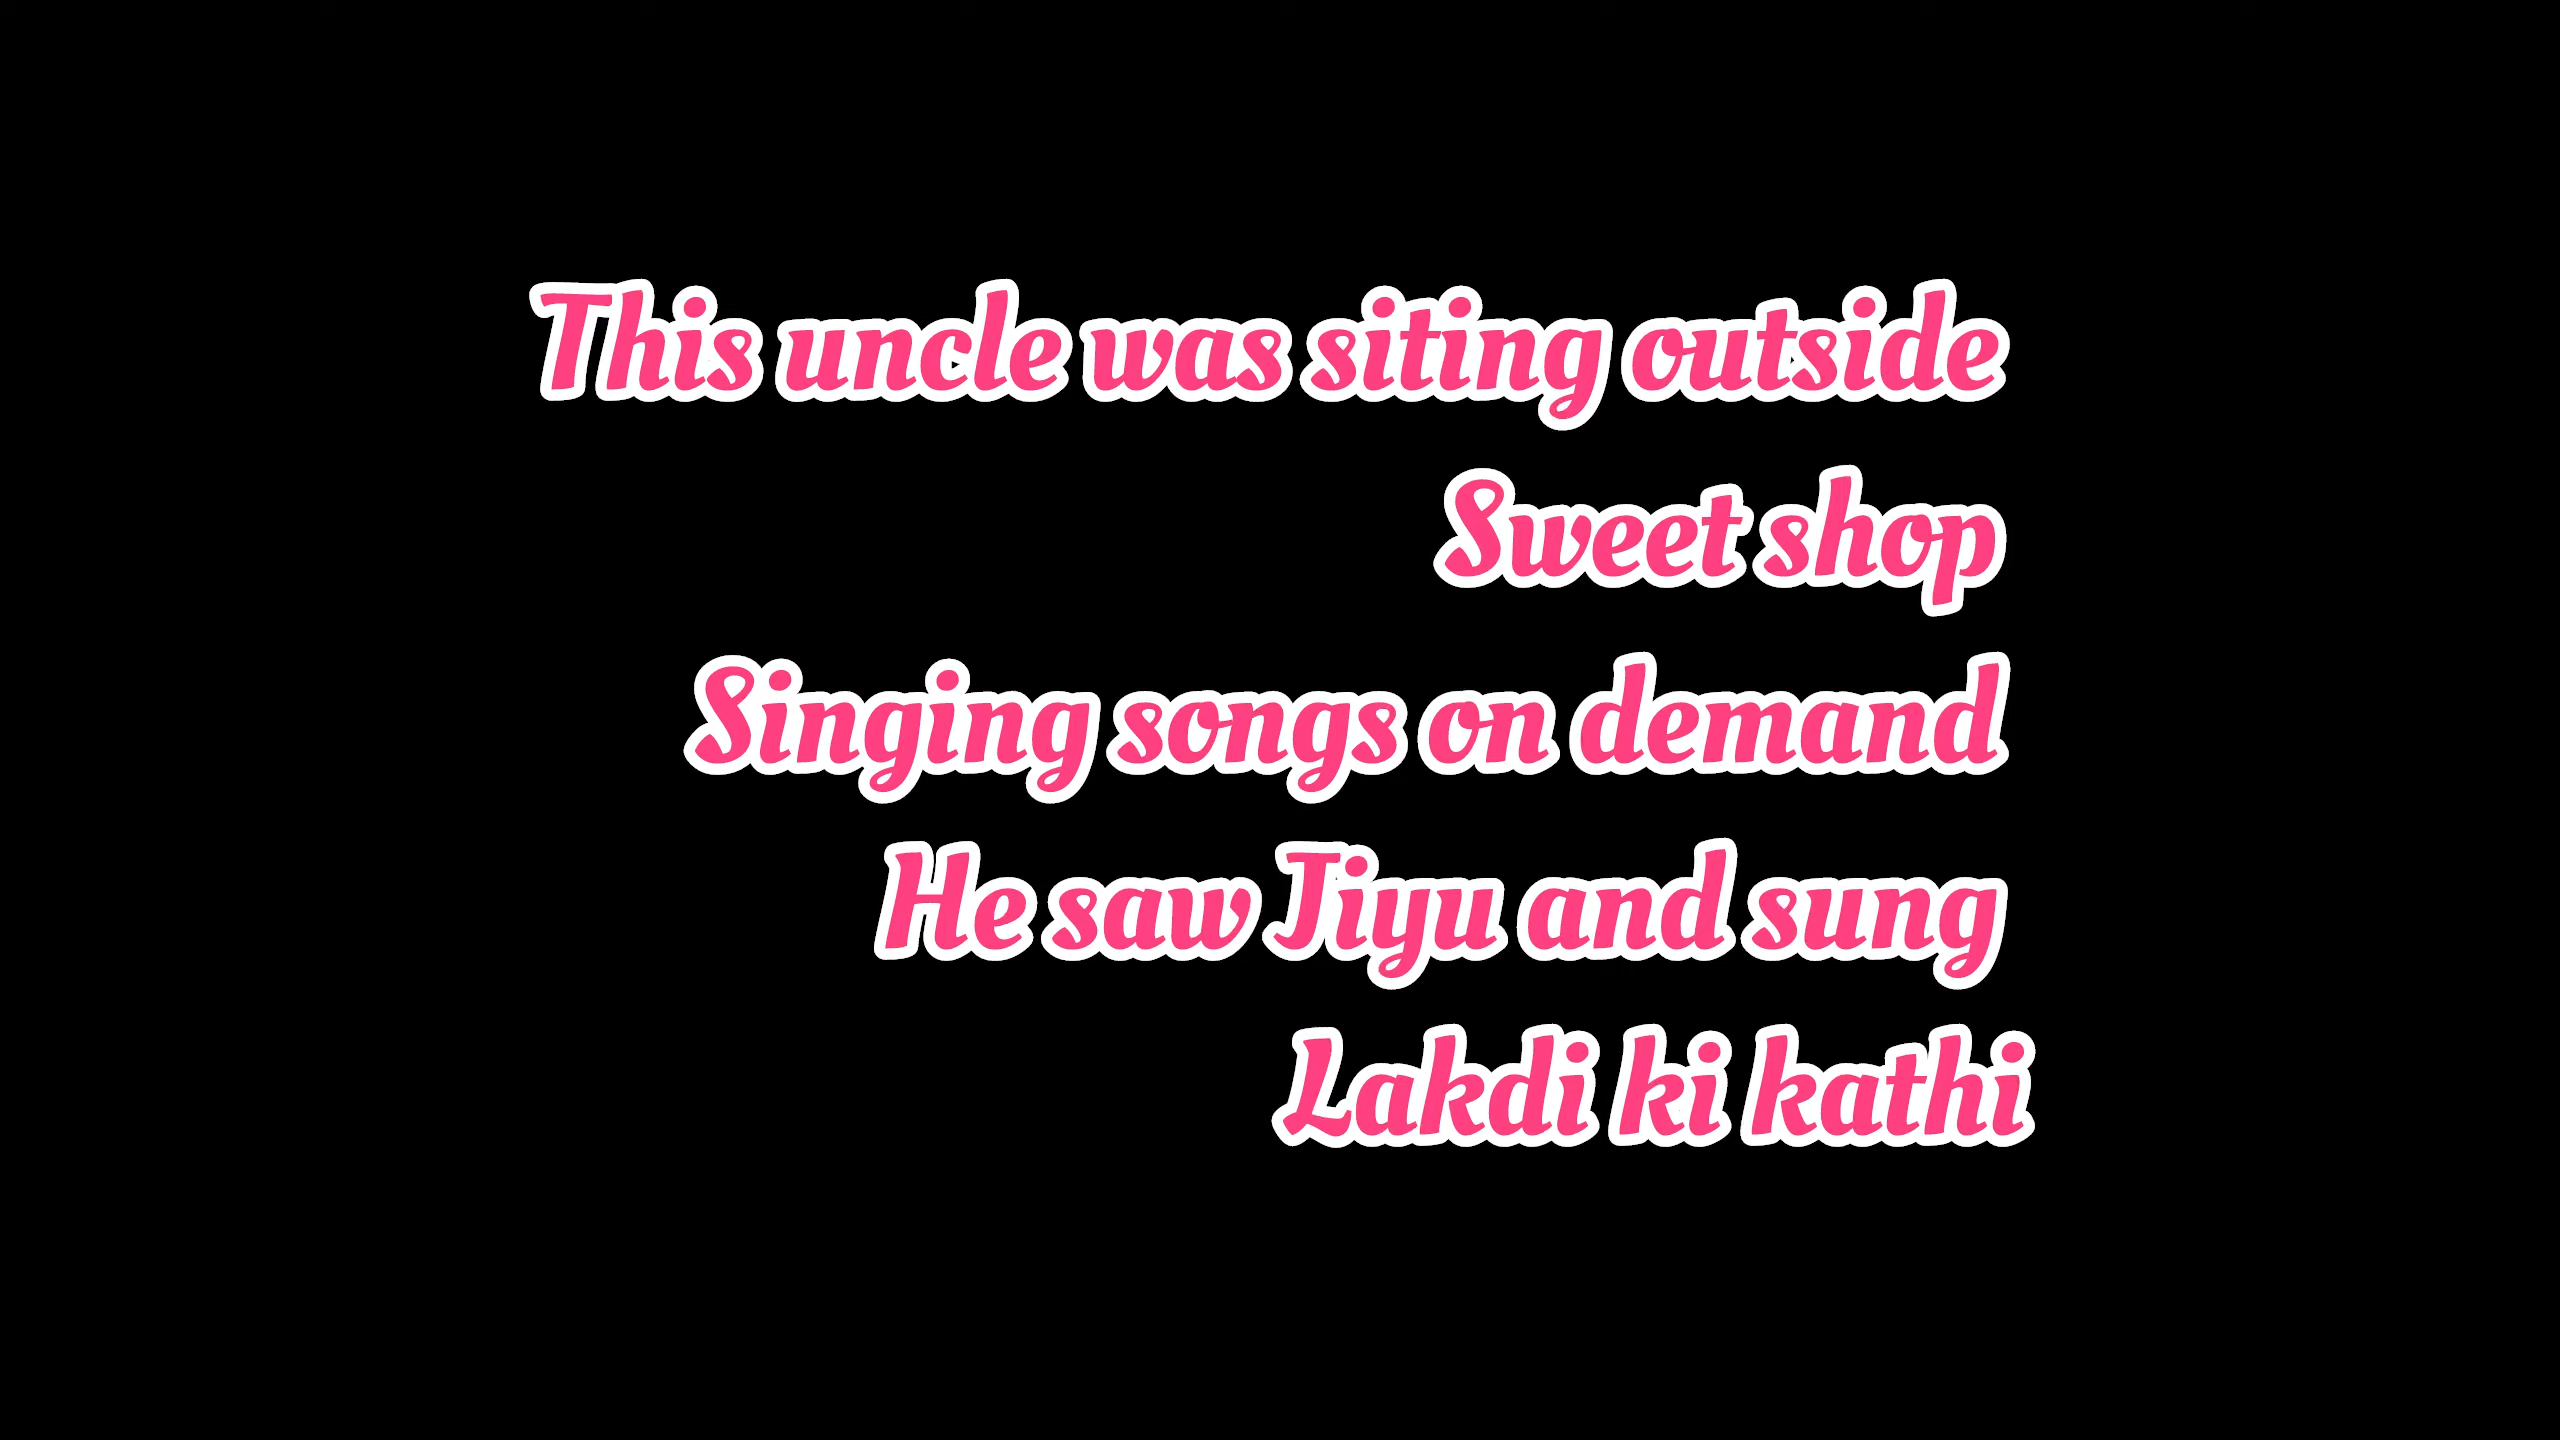 This uncle was siting outside
Sweet shop
Singing songs on demand
He saw Jiyu and sung
Lakdi ki kathi